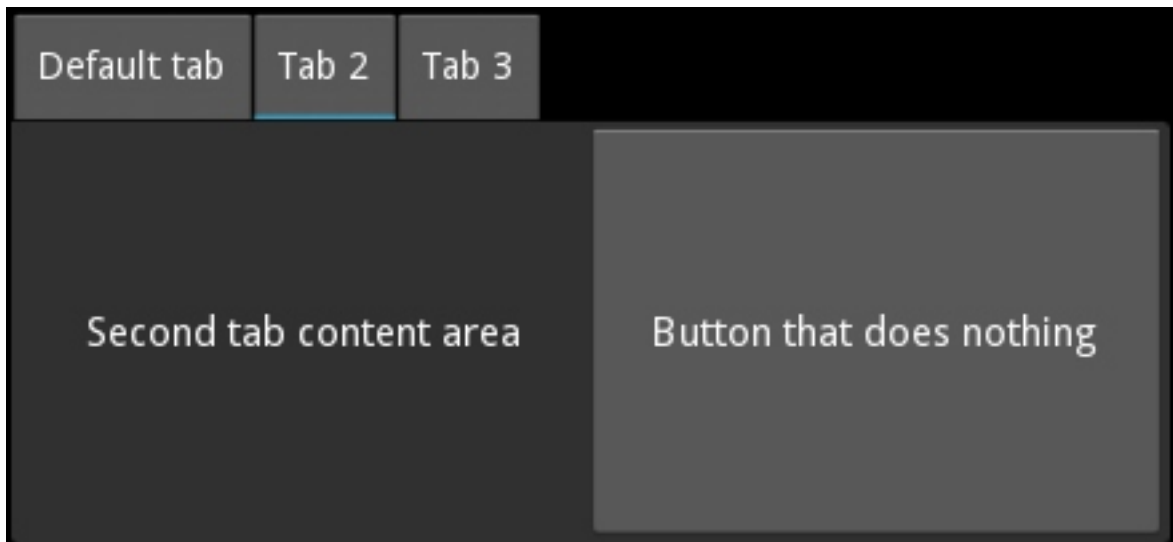 Default tab
Tab 2
Tab 3
Second tab content area
Button that does nothing